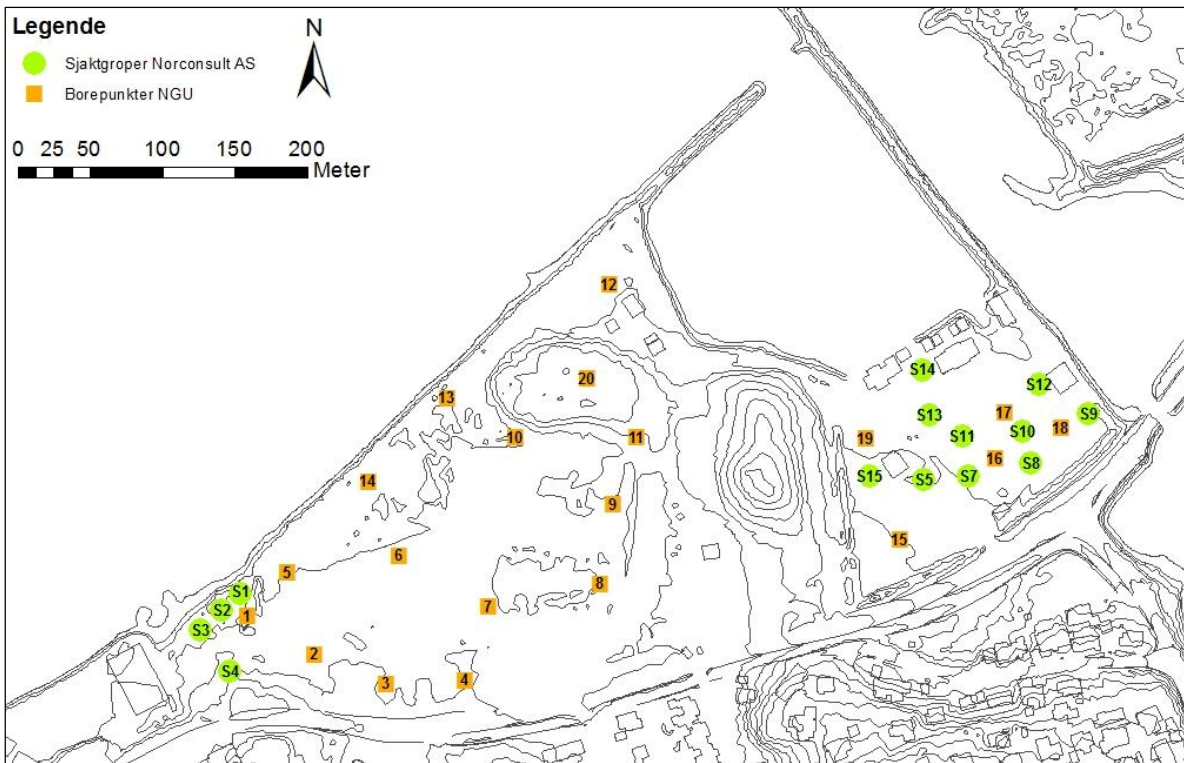 Legende
N
Sjaktgroper Norconsult AS
Borepunkter NGU
0 25 50 100 150 200
Meter
12
S14
20
S12
13
17
S9
S13
18
10
11
19
S11
S10
16
S8
S15
S5
S7
14
9
15
6
5
8
S1
S2
7
1
S3
2
S4
3
4